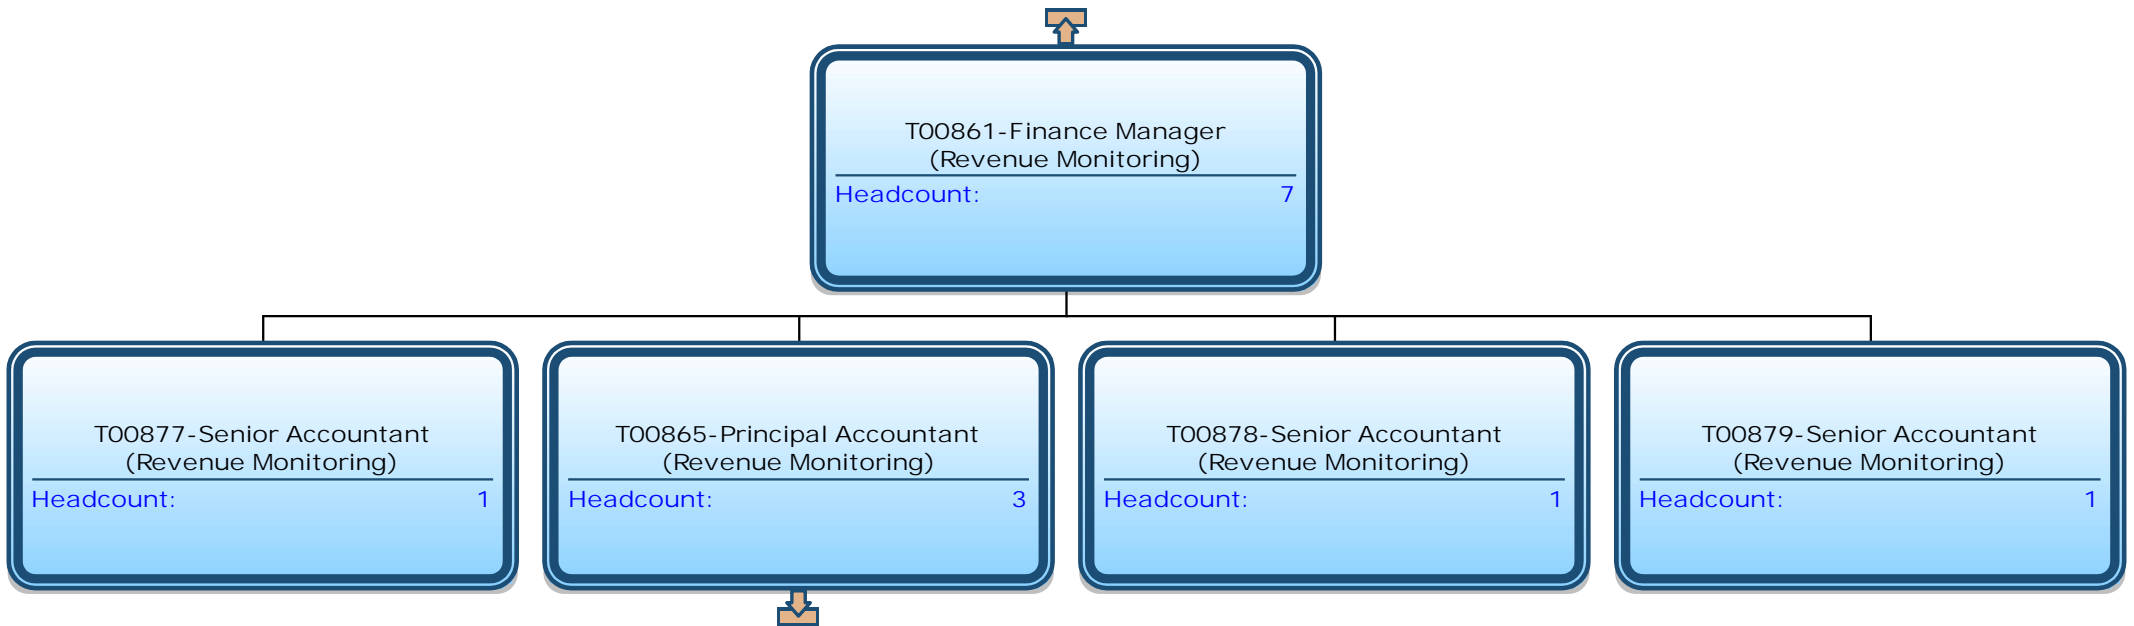 T00861-Finance Manager
(Revenue Monitoring)
Headcount: 7
T00877-Senior Accountant
(Revenue Monitoring)
Headcount: 1
T00865-Principal Accountant
(Revenue Monitoring)
Headcount: 3
T00878-Senior Accountant
(Revenue Monitoring)
Headcount: 1
T00879-Senior Accountant
(Revenue Monitoring)
Headcount: 1